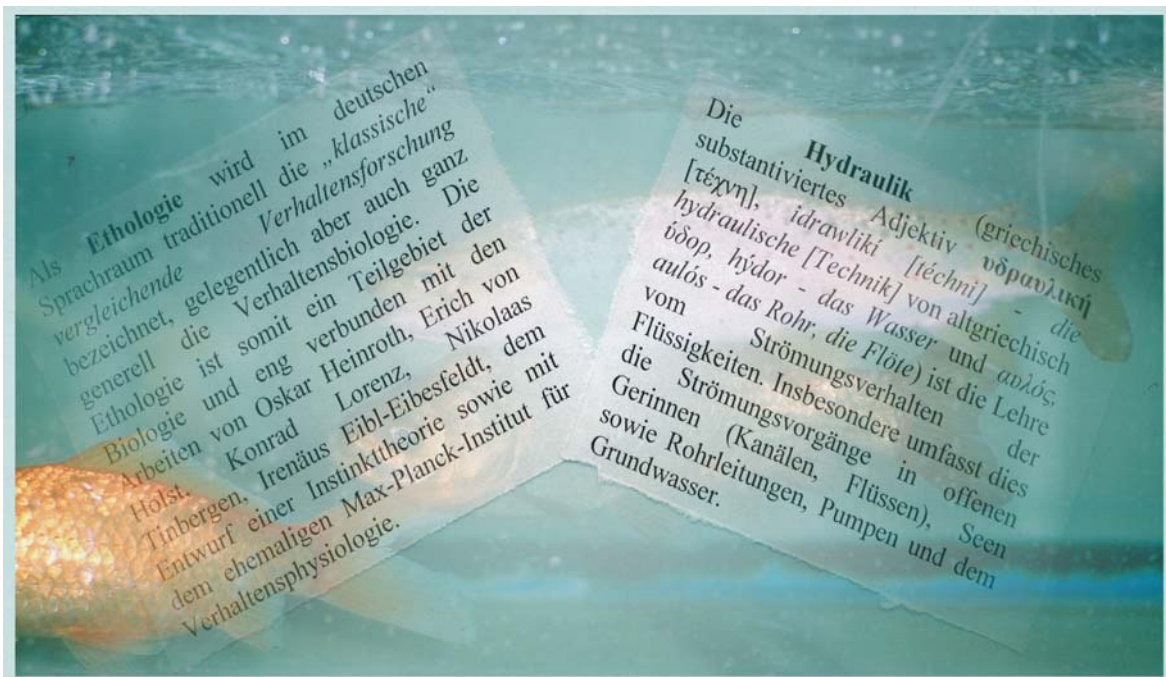 Als Ethologie wird im deutschen
Sprachraum traditionell die „klassische“
vergleichende Verhaltensforschung
bezeichnet, gelegentlich aber auch ganz
generell die Verhaltensbiologie. Die
Ethologie ist somit ein Teilgebiet der
Biologie und eng verbunden mit den
Arbeiten von Oskar Heinroth, Erich von
Holst. Konrad Lorenz, Nikolaas
Tinbergen, Irenäus Eibl-Eibesfeldt, dem
Entwurf einer Instinkttheorie sowie mit
dem ehemaligen Max-Planck-Institut für
Verhaltensphysiologie.
Die Hydraulik (griechisches
substantiviertes Adjektiv υδραυλική
[τέχνη], idrawlikí [téchni] - die
hydraulische [Technik] von altgriechisch
ύδορ, hýdor - das Wasser und αυλός,
aulós - das Rohr, die Flöte) ist die Lehre
vom Strömungsverhalten der
Flüssigkeiten. Insbesondere umfasst dies
die Strömungsvorgänge in offenen
Gerinnen (Kanälen, Flüssen), Seen
sowie Rohrleitungen, Pumpen und dem
Grundwasser.